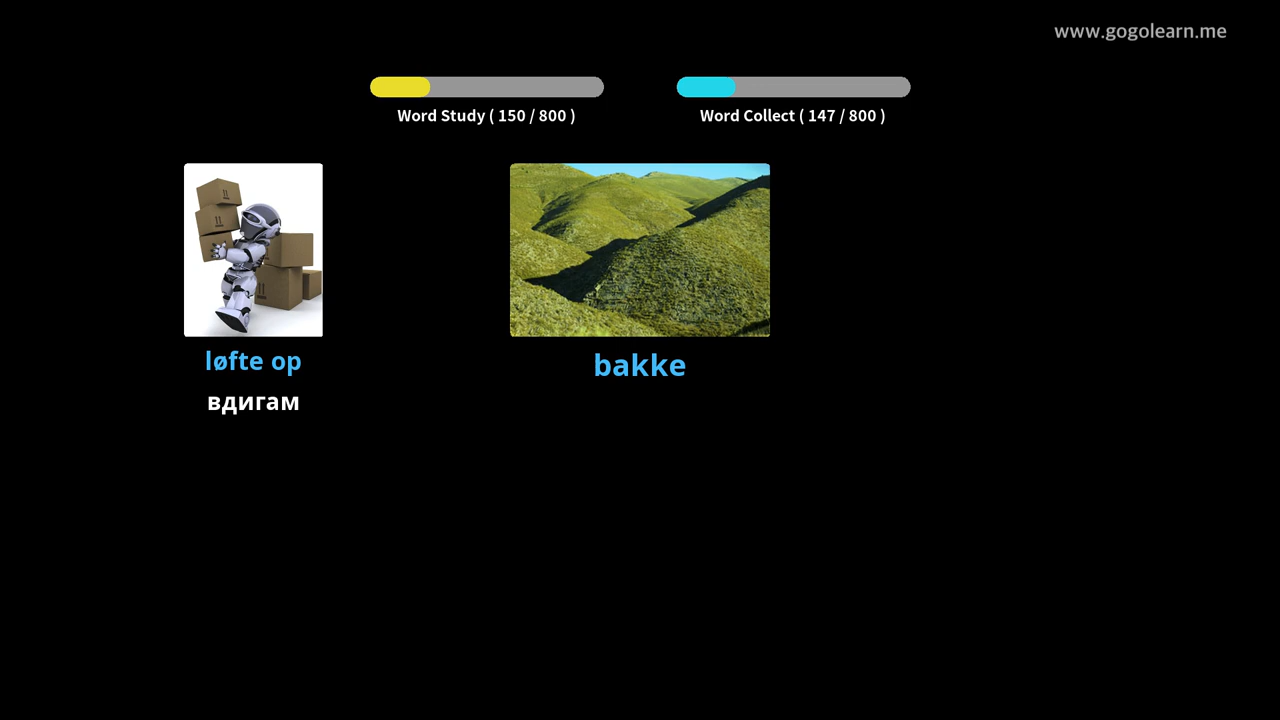 www.gogolearn.me
Word Study ( 150 / 800 )
Word Collect ( 147 / 800 )
løfte op
вдигам
bakke